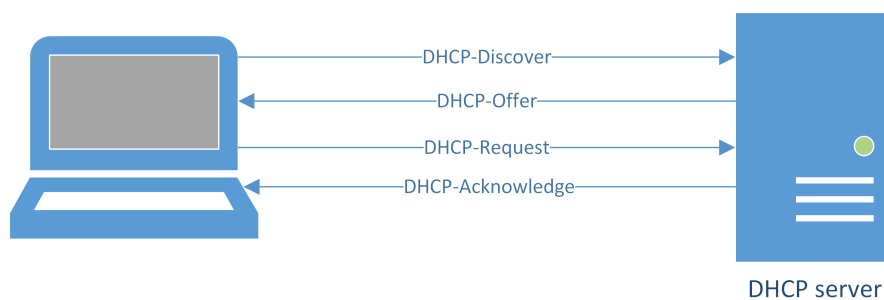 DHCP-Discover
DHCP-Offer
DHCP-Request
DHCP-Acknowledge
DHCP server